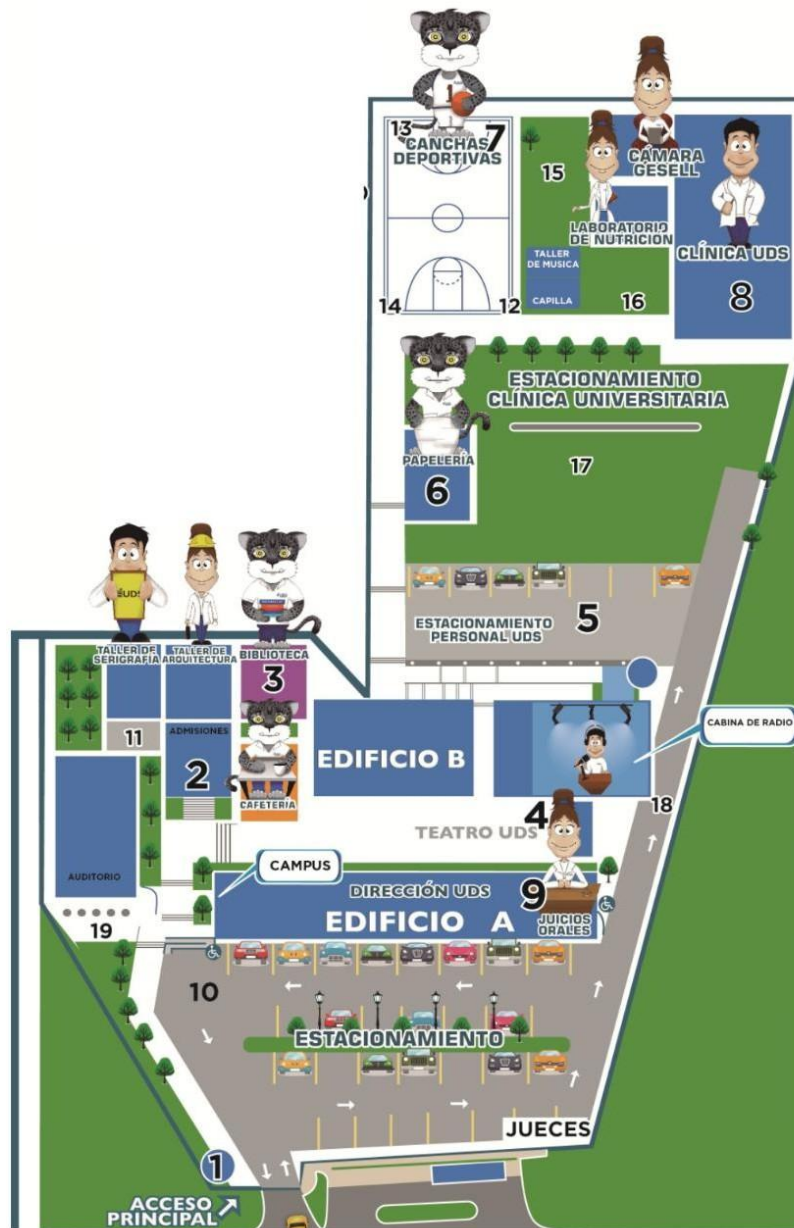 13
7
CANCHAS
DEPORTIVAS
1
CÁMARA
GESELL
15
LABORATORIO
DE NUTRICIÓN
CLÍNICA UDS
8
TALLER
DE MUSICA
CAPILLA
14
12
16
ESTACIONAMIENTO
CLÍNICA UNIVERSITARIA
PAPELERÍA
6
17
ESTACIONAMIENTO
PERSONAL UDS
5
UDS
TALLER DE
SERIGRAFÍA
TALLER DE
ARQUITECTURA
BIBLIOTECA
3
11
ADMISIONES
2
CAFETERÍA
EDIFICIO B
CABINA DE RADIO
18
4
TEATRO UDS
AUDITORIO
CAMPUS
DIRECCIÓN UDS
9
EDIFICIO A
JUICIOS
ORALES
19
10
ESTACIONAMIENTO
JUECES
1
ACCESO
PRINCIPAL